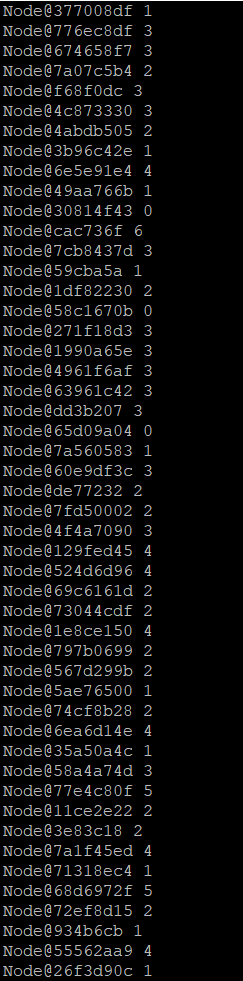 Node@377008df 1
Node@776ec8df 3
Node@674658f7 3
Node@7a07c5b4 2
Node@f68f0dc 3
Node@4c873330 3
Node@4abdb505 2
Node@3b96c42e 1
Node@6e5e91e4 4
Node@49aa766b 1
Node@30814f43 0
Node@cac736f 6
Node@7cb8437d 3
Node@59cba5a 1
Node@1df82230 2
Node@58c1670b 0
Node@271f18d3 3
Node@1990a65e 3
Node@4961f6af 3
Node@63961c42 3
Node@dd3b207 3
Node@65d09a04 0
Node@7a560583 1
Node@60e9df3c 3
Node@de77232 2
Node@7fd50002 2
Node@4f4a7090 3
Node@129fed45 4
Node@524d6d96 4
Node@69c6161d 2
Node@73044cdf 2
Node@1e8ce150 4
Node@797b0699 2
Node@567d299b 2
Node@5ae76500 1
Node@74cf8b28 2
Node@6ea6d14e 4
Node@35a50a4c 1
Node@58a4a74d 3
Node@77e4c80f 5
Node@11ce2e22 2
Node@3e83c18 2
Node@7a1f45ed 4
Node@71318ec4 1
Node@68d6972f 5
Node@72ef8d15 2
Node@934b6cb 1
Node@55562aa9 4
Node@26f3d90c 1